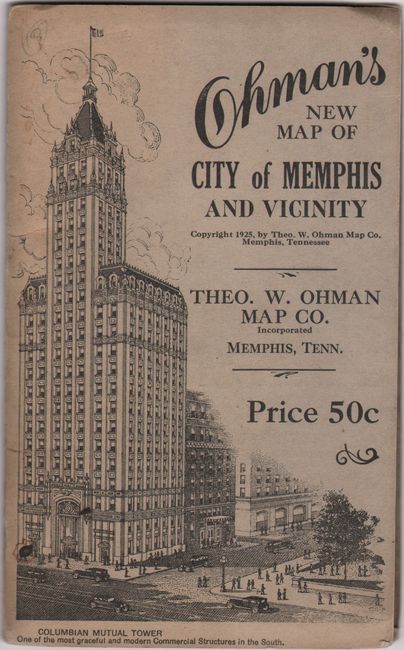 Ohman's
NEW
MAP OF
CITY of MEMPHIS
AND VICINITY
Copyright 1925, by Theo. W. Ohman Map Co.
Memphis, Tennessee
THEO. W. OHMAN
MAP CO.
Incorporated
MEMPHIS, TENN.
Price 50c
COLUMBIAN MUTUAL TOWER
One of the most graceful and modern Commercial Structures in the South.